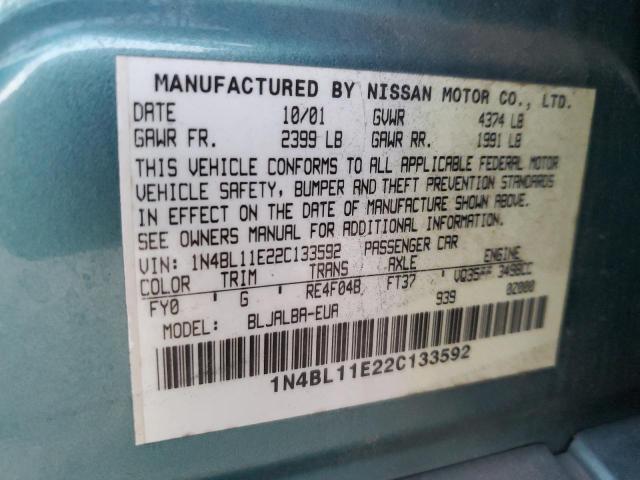 MANUFACTURED BY NISSAN MOTOR CO., LTD.
DATE 10/01 GVWR 4374 LB
GAWR FR. 2399 LB GAWR RR. 1991 LB
THIS VEHICLE CONFORMS TO ALL APPLICABLE FEDERAL MOTOR
VEHICLE SAFETY, BUMPER AND THEFT PREVENTION STANDARDS
IN EFFECT ON THE DATE OF MANUFACTURE SHOWN ABOVE.
SEE OWNERS MANUAL FOR ADDITIONAL INFORMATION.
VIN: 1N4BL11E22C133592 PASSENGER CAR
COLOR TRIM TRANS AXLE ENGINE
FY0 G RE4F04B FT37 VQ35** 3498CC
MODEL: BLJALBA-EUA 939 02000
1N4BL11E22C133592